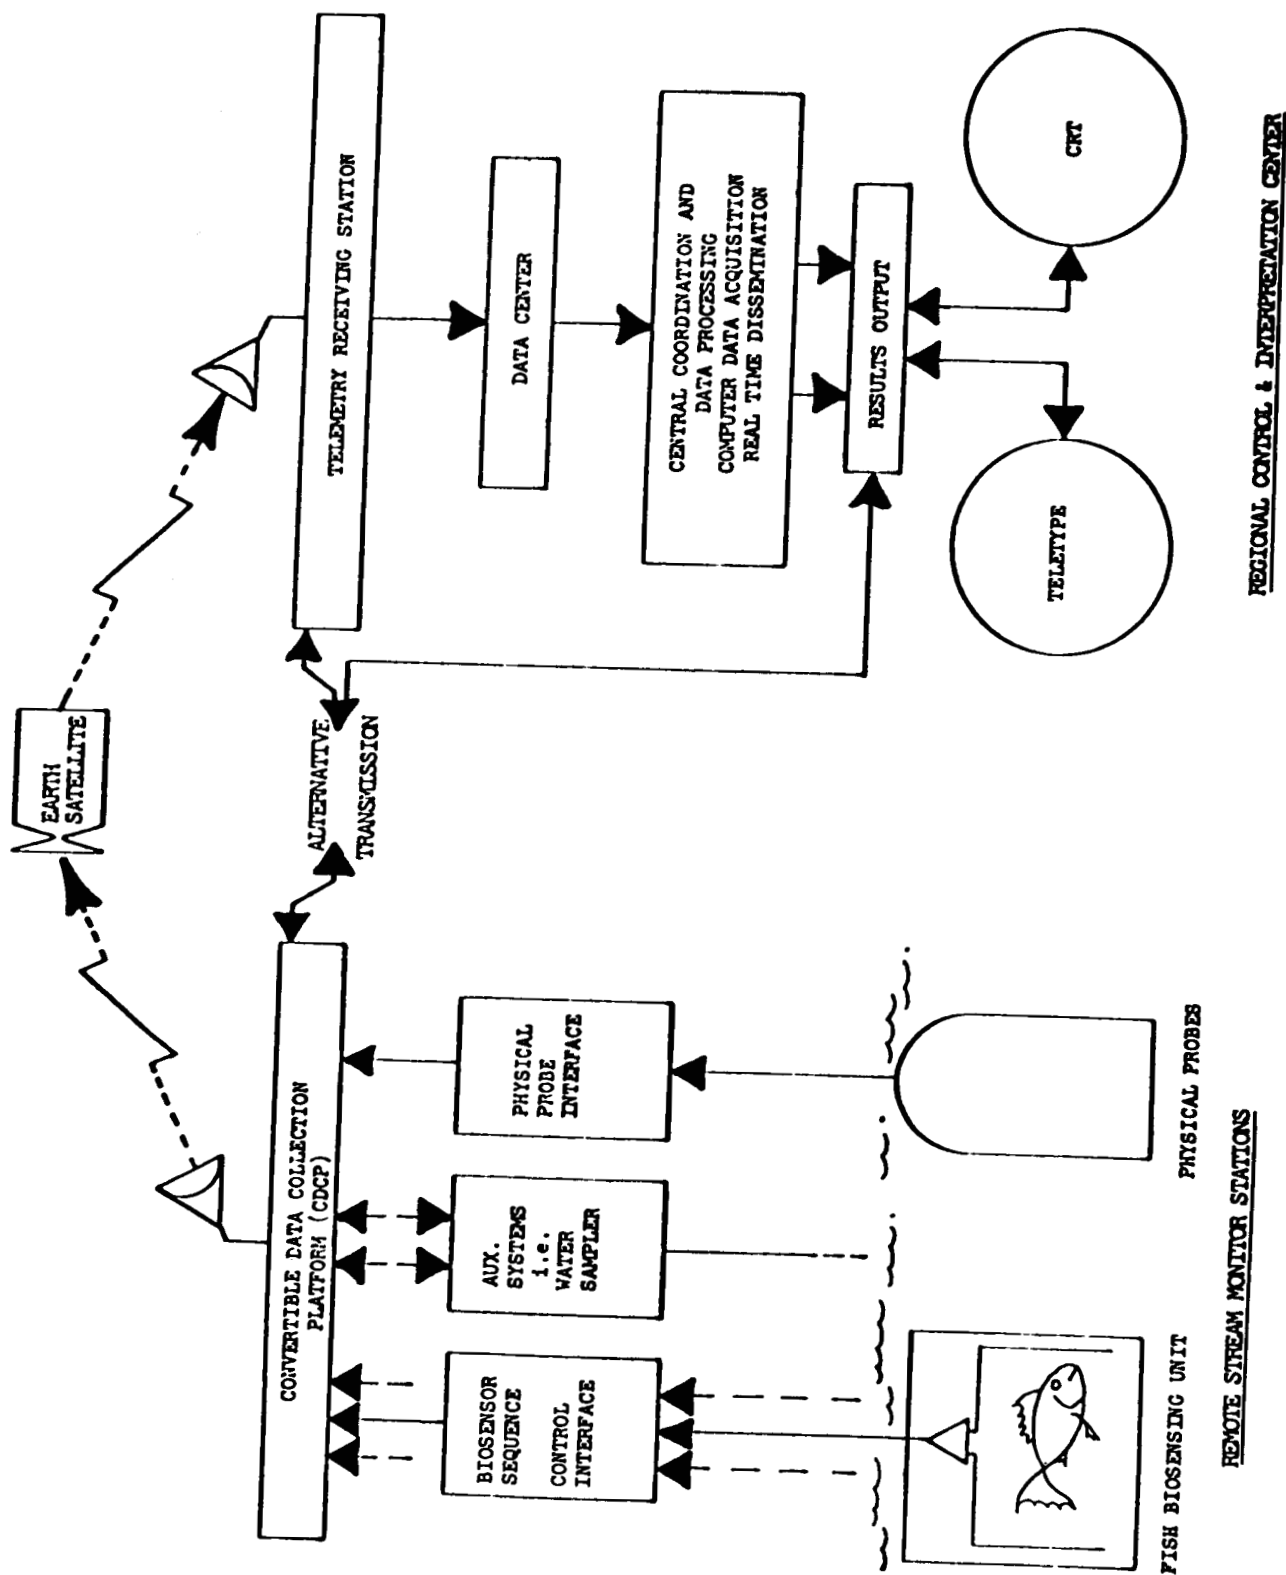 EARTH
SATELLITE
CONVERTIBLE DATA COLLECTION
PLATFORM (CDCP)
ALTERNATIVE
TRANSMISSION
TELEMETRY RECEIVING STATION
BIOSENSOR
SEQUENCE
CONTROL
INTERFACE
AUX.
SYSTEMS
i.e.
WATER
SAMPLER
PHYSICAL
PROBE
INTERFACE
DATA CENTER
CENTRAL COORDINATION AND
DATA PROCESSING
COMPUTER DATA ACQUISITION
REAL TIME DISSEMINATION
RESULTS OUTPUT
TELETYPE
CRT
FISH BIOSENSING UNIT
PHYSICAL PROBES
REMOTE STREAM MONITOR STATIONS
REGIONAL CONTROL & INTERPRETATION CENTER